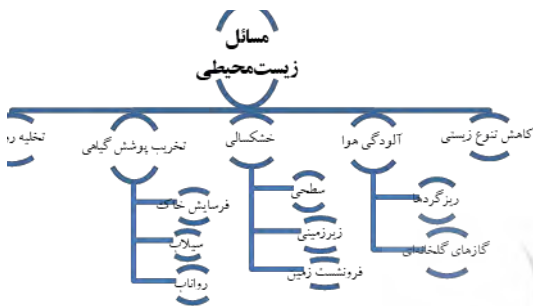 مسائل
زیست‌محیطی
کاهش تنوع زیستی
آلودگی هوا
ریزگردها
گازهای گلخانه‌ای
خشکسالی
سطحی
زیرزمینی
فرونشست زمین
تخریب پوشش گیاهی
فرسایش خاک
سیلاب
رواناب
تخلیه